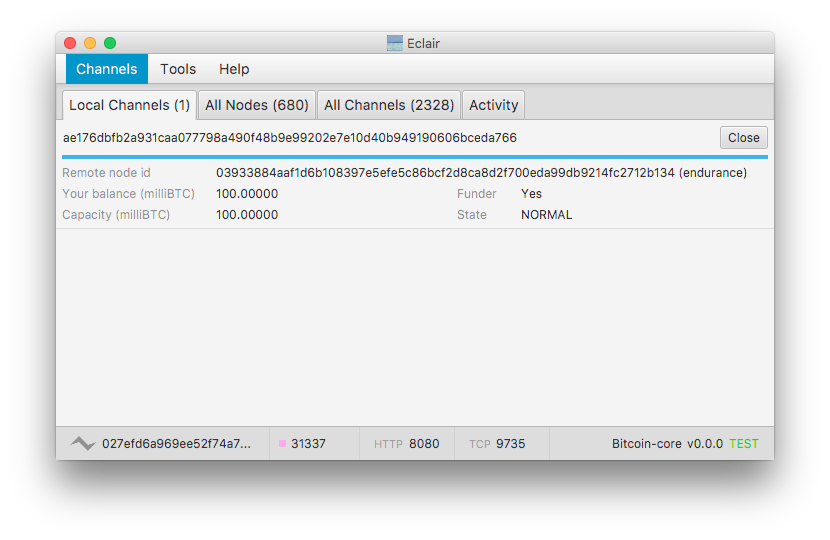 Eclair
Channels Tools Help
Local Channels (1) All Nodes (680) All Channels (2328) Activity
ae176dbfb2a931caa077798a490f48b9e99202e7e10d40b949190606bceda766 Close
Remote node id 03933884aaf1d6b108397e5efe5c86bcf2d8ca8d2f700eda99db9214fc2712b134 (endurance)
Your balance (milliBTC) 100.00000 Funder Yes
Capacity (milliBTC) 100.00000 State NORMAL
027efd6a969ee52f74a7... 31337 HTTP 8080 TCP 9735 Bitcoin-core v0.0.0 TEST